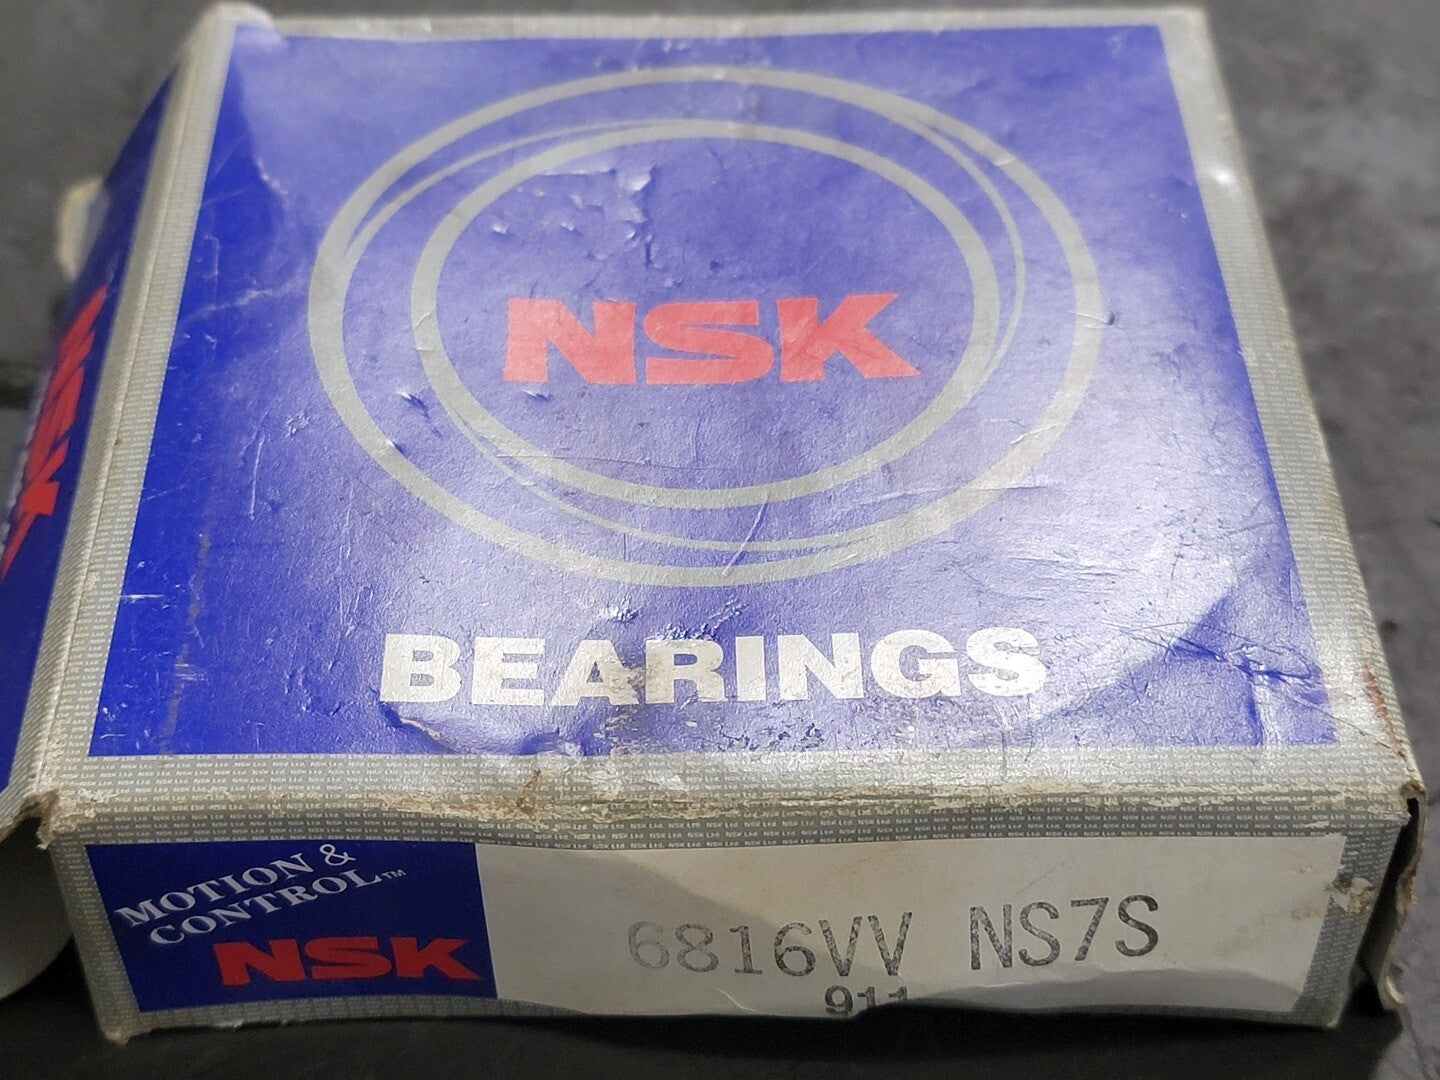 NSK
BEARINGS
MOTION &
CONTROL™
NSK
6816VV NS7S
911